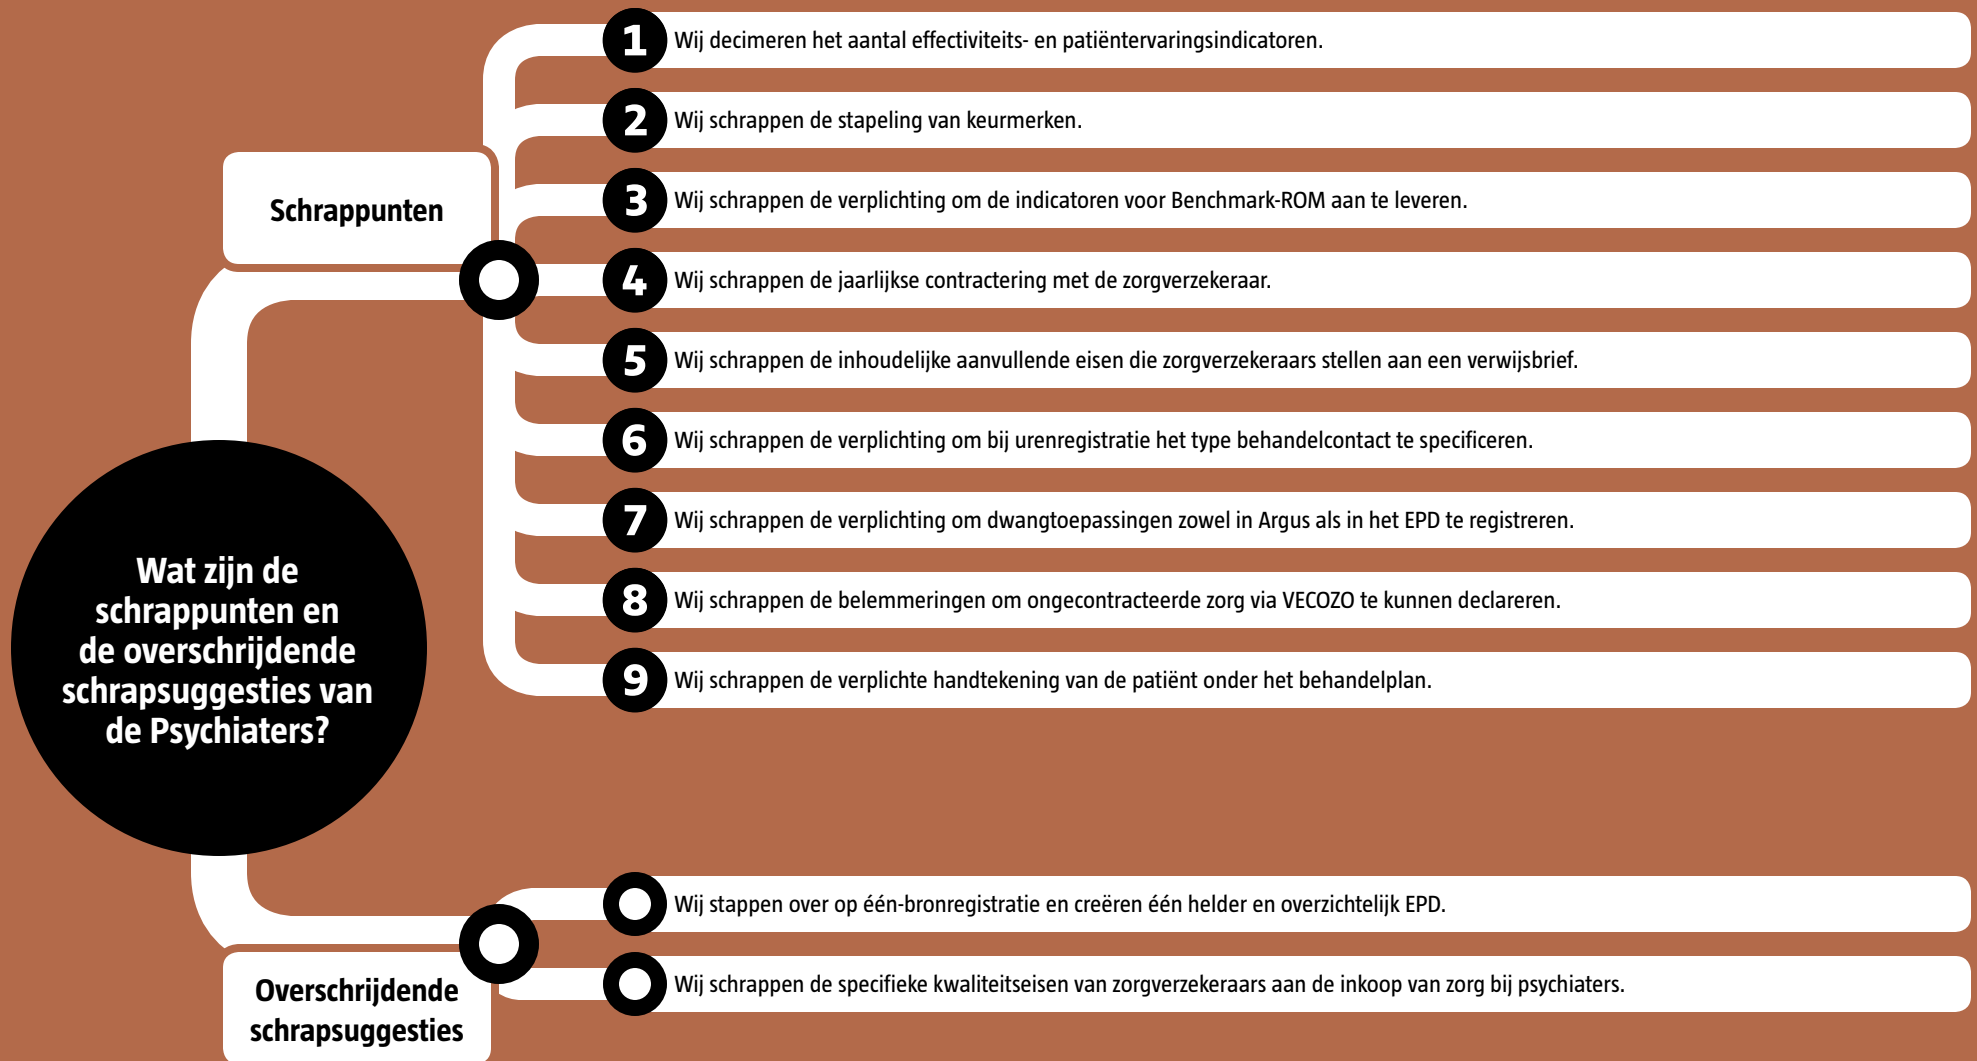 1 Wij decimeren het aantal effectiviteits- en patiëntervaringsindicatoren.
2 Wij schrappen de stapeling van keurmerken.
Schrappunten
3 Wij schrappen de verplichting om de indicatoren voor Benchmark-ROM aan te leveren.
4 Wij schrappen de jaarlijkse contractering met de zorgverzekeraar.
5 Wij schrappen de inhoudelijke aanvullende eisen die zorgverzekeraars stellen aan een verwijsbrief.
6 Wij schrappen de verplichting om bij urenregistratie het type behandelcontact te specificeren.
7 Wij schrappen de verplichting om dwangtoepassingen zowel in Argus als in het EPD te registreren.
8 Wij schrappen de belemmeringen om ongecontracteerde zorg via VECOZO te kunnen declareren.
9 Wij schrappen de verplichte handtekening van de patiënt onder het behandelplan.
Wat zijn de
schrappunten en
de overschrijdende
schrapsuggesties van
de Psychiaters?
Wij stappen over op één-bronregistratie en creëren één helder en overzichtelijk EPD.
Wij schrappen de specifieke kwaliteitseisen van zorgverzekeraars aan de inkoop van zorg bij psychiaters.
Overschrijdende
schrapsuggesties